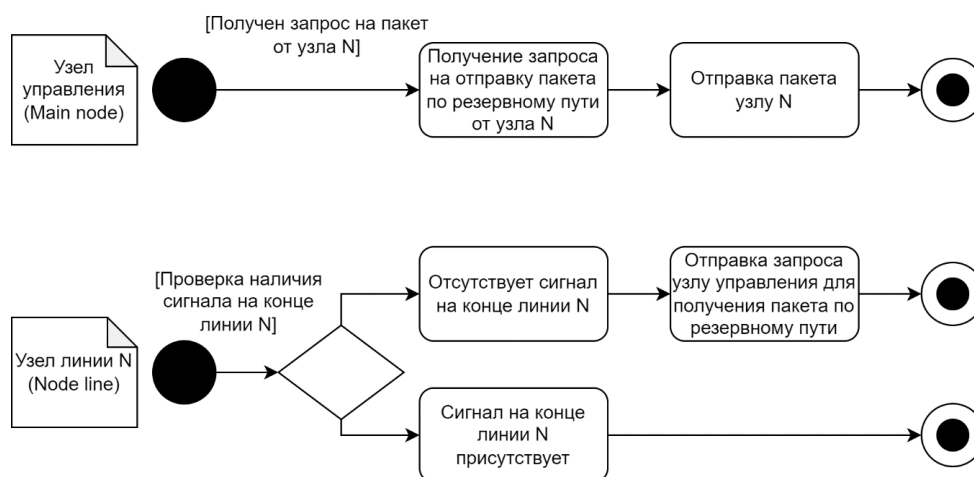 [Получен запрос на пакет
от узла N]
Узел
управления
(Main node)
Получение запроса
на отправку пакета
по резервному пути
от узла N
Отправка пакета
узлу N
[Проверка наличия
сигнала на конце
линии N]
Отсутствует сигнал
на конце линии N
Отправка запроса
узлу управления для
получения пакета по
резервному пути
Узел линии N
(Node line)
Сигнал на конце
линии N
присутствует